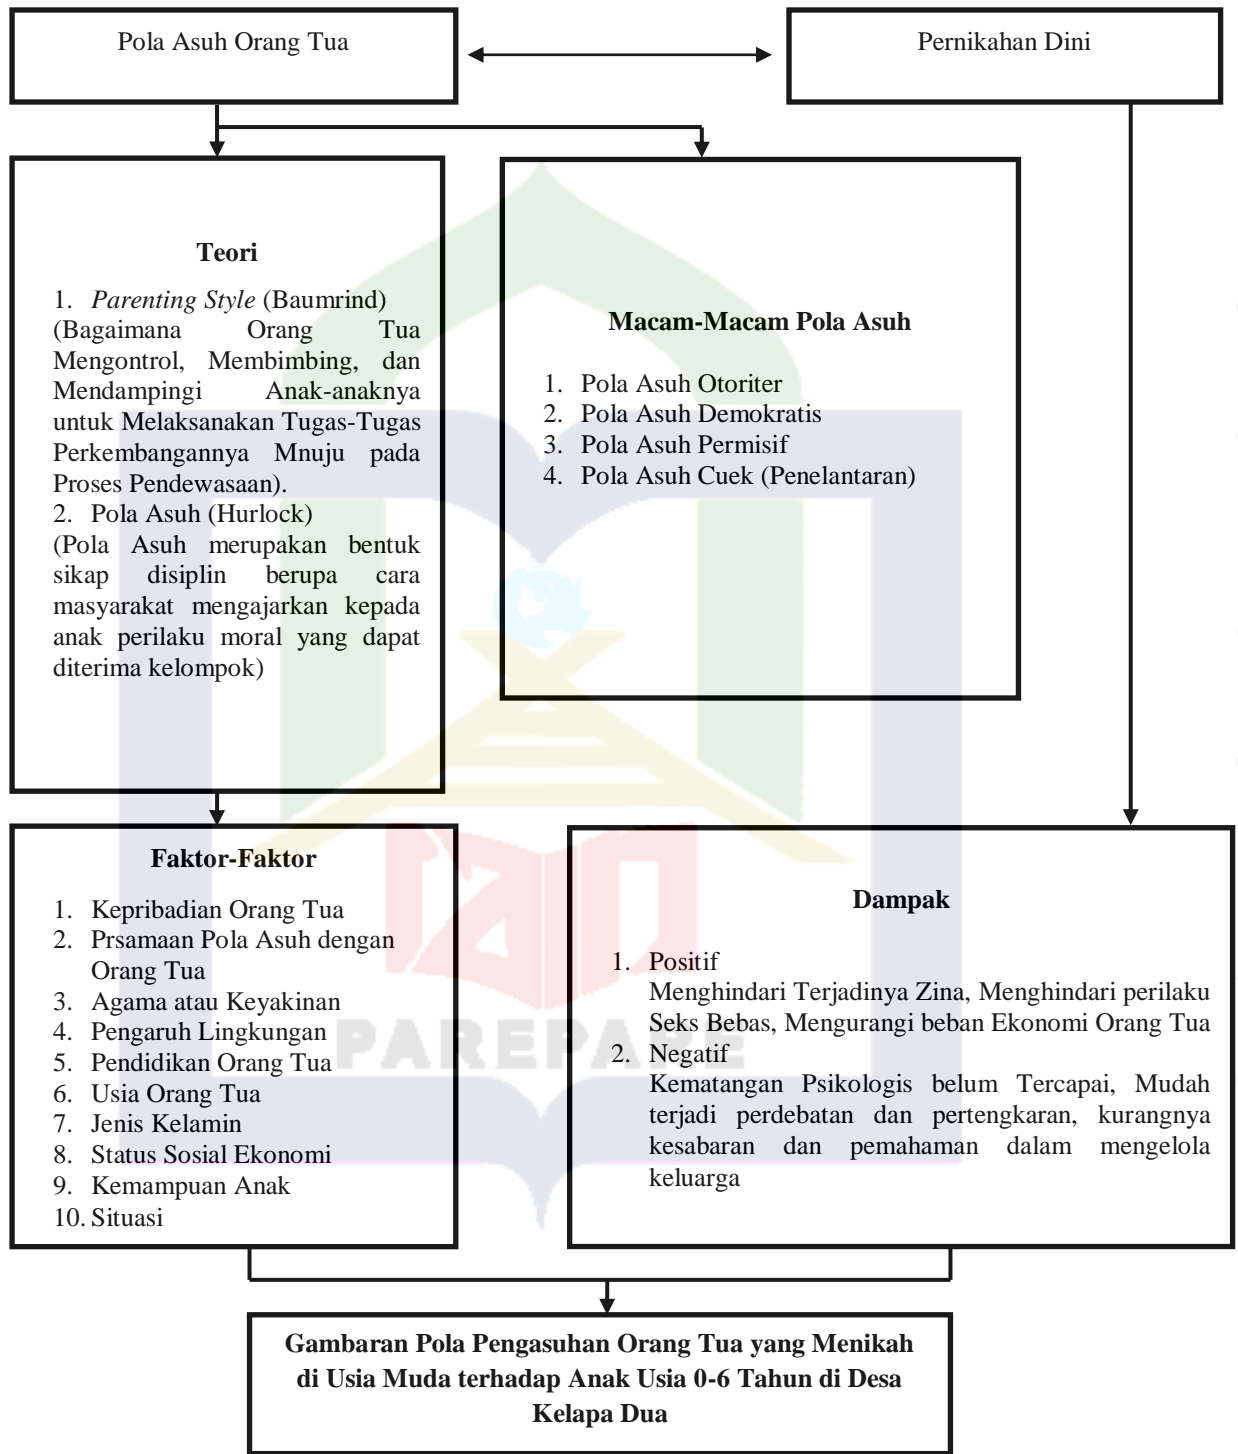 Pola Asuh Orang Tua
Pernikahan Dini
Teori
1. Parenting Style (Baumrind)
(Bagaimana Orang Tua
Mengontrol, Membimbing, dan
Mendampingi Anak-anaknya
untuk Melaksanakan Tugas-Tugas
Perkembangannya Mnuju pada
Proses Pendewasaan).
2. Pola Asuh (Hurlock)
(Pola Asuh merupakan bentuk
sikap disiplin berupa cara
masyarakat mengajarkan kepada
anak perilaku moral yang dapat
diterima kelompok)
Macam-Macam Pola Asuh
1. Pola Asuh Otoriter
2. Pola Asuh Demokratis
3. Pola Asuh Permisif
4. Pola Asuh Cuek (Penelantaran)
Faktor-Faktor
1. Kepribadian Orang Tua
2. Prsamaan Pola Asuh dengan
Orang Tua
3. Agama atau Keyakinan
4. Pengaruh Lingkungan
5. Pendidikan Orang Tua
6. Usia Orang Tua
7. Jenis Kelamin
8. Status Sosial Ekonomi
9. Kemampuan Anak
10. Situasi
Dampak
1. Positif
Menghindari Terjadinya Zina, Menghindari perilaku
Seks Bebas, Mengurangi beban Ekonomi Orang Tua
2. Negatif
Kematangan Psikologis belum Tercapai, Mudah
terjadi perdebatan dan pertengkaran, kurangnya
kesabaran dan pemahaman dalam mengelola
keluarga
IAIN
PAREPARE
Gambaran Pola Pengasuhan Orang Tua yang Menikah
di Usia Muda terhadap Anak Usia 0-6 Tahun di Desa
Kelapa Dua